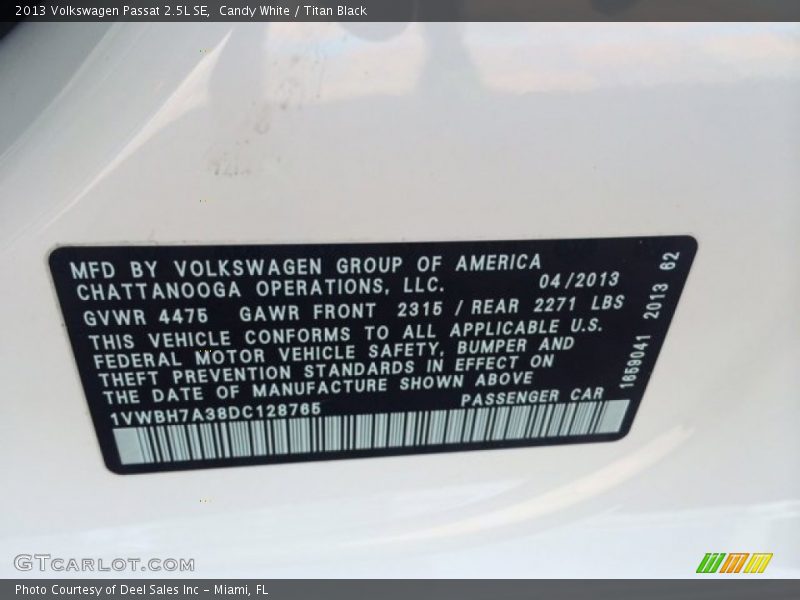 2013 Volkswagen Passat 2.5L SE,  Candy White / Titan Black
MFD BY VOLKSWAGEN GROUP OF AMERICA
CHATTANOOGA OPERATIONS, LLC. 04/2013
GVWR 4475 GAWR FRONT 2315 / REAR 2271 LBS
THIS VEHICLE CONFORMS TO ALL APPLICABLE U.S.
FEDERAL MOTOR VEHICLE SAFETY, BUMPER AND
THEFT PREVENTION STANDARDS IN EFFECT ON
THE DATE OF MANUFACTURE SHOWN ABOVE
1VWBH7A38DC128765 PASSENGER CAR
1659041 2013 62
GTCARLOT.COM
Photo Courtesy of Deel Sales Inc - Miami, FL